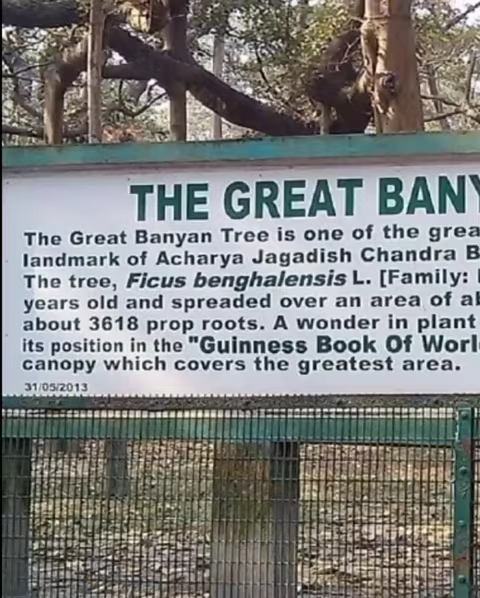 THE GREAT BANY
The Great Banyan Tree is one of the grea
landmark of Acharya Jagadish Chandra B
The tree, Ficus benghalensis L. [Family:
years old and spreaded over an area of a
about 3618 prop roots. A wonder in plant
its position in the "Guinness Book Of Worl
canopy which covers the greatest area.
31/05/2013